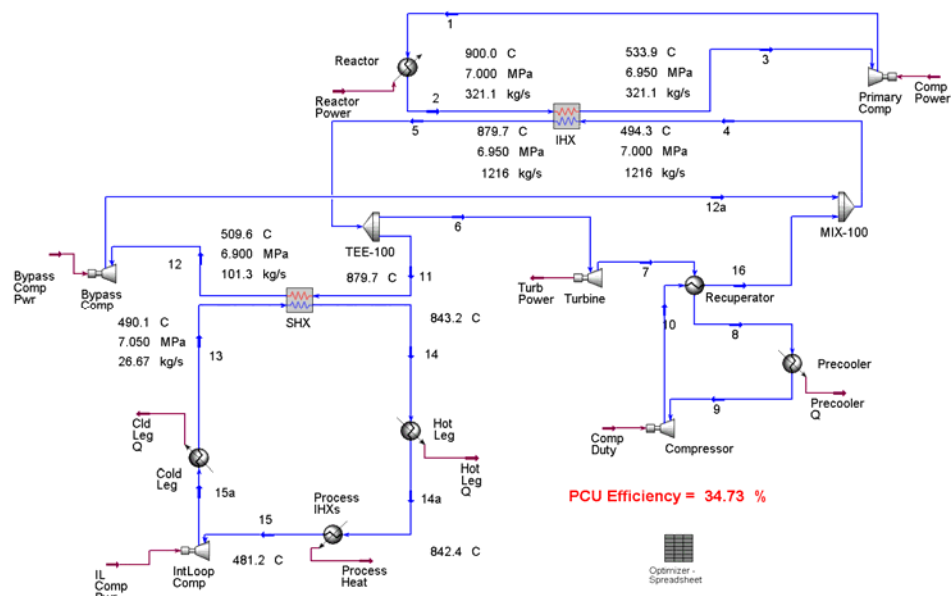 1
Reactor
900.0 C
7.000 MPa
321.1 kg/s
533.9 C
6.950 MPa
321.1 kg/s
3
Primary
Comp
Comp
Power
Reactor
Power
2
IHX
5
879.7 C
6.950 MPa
1216 kg/s
494.3 C
7.000 MPa
1216 kg/s
4
12a
MIX-100
6
TEE-100
509.6 C
6.900 MPa
101.3 kg/s
Bypass
Comp
Pwr
Bypass
Comp
12
11
879.7 C
Turb
Power
Turbine
7
16
Recuperator
SHX
490.1 C
7.050 MPa
26.67 kg/s
13
843.2 C
14
10
8
Precooler
Precooler
Q
9
Cld
Leg
Q
Cold
Leg
Hot
Leg
Hot
Leg
Q
Comp
Duty
Compressor
15a
Process
IHXs
14a
PCU Efficiency = 34.73 %
15
481.2 C
842.4 C
IL
Comp
IntLoop
Comp
Process
Heat
Optimizer -
Spreadsheet